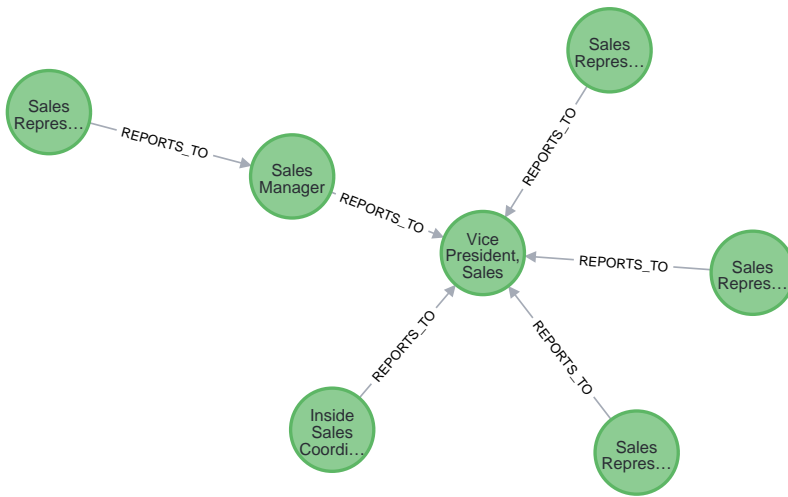 Sales
Repres…
Sales
Repres…
REPORTS_TO
REPORTS_TO
Sales
Manager
REPORTS_TO
Vice
President,
Sales
REPORTS_TO
Sales
Repres…
REPORTS_TO
REPORTS_TO
Inside
Sales
Coordi…
Sales
Repres…